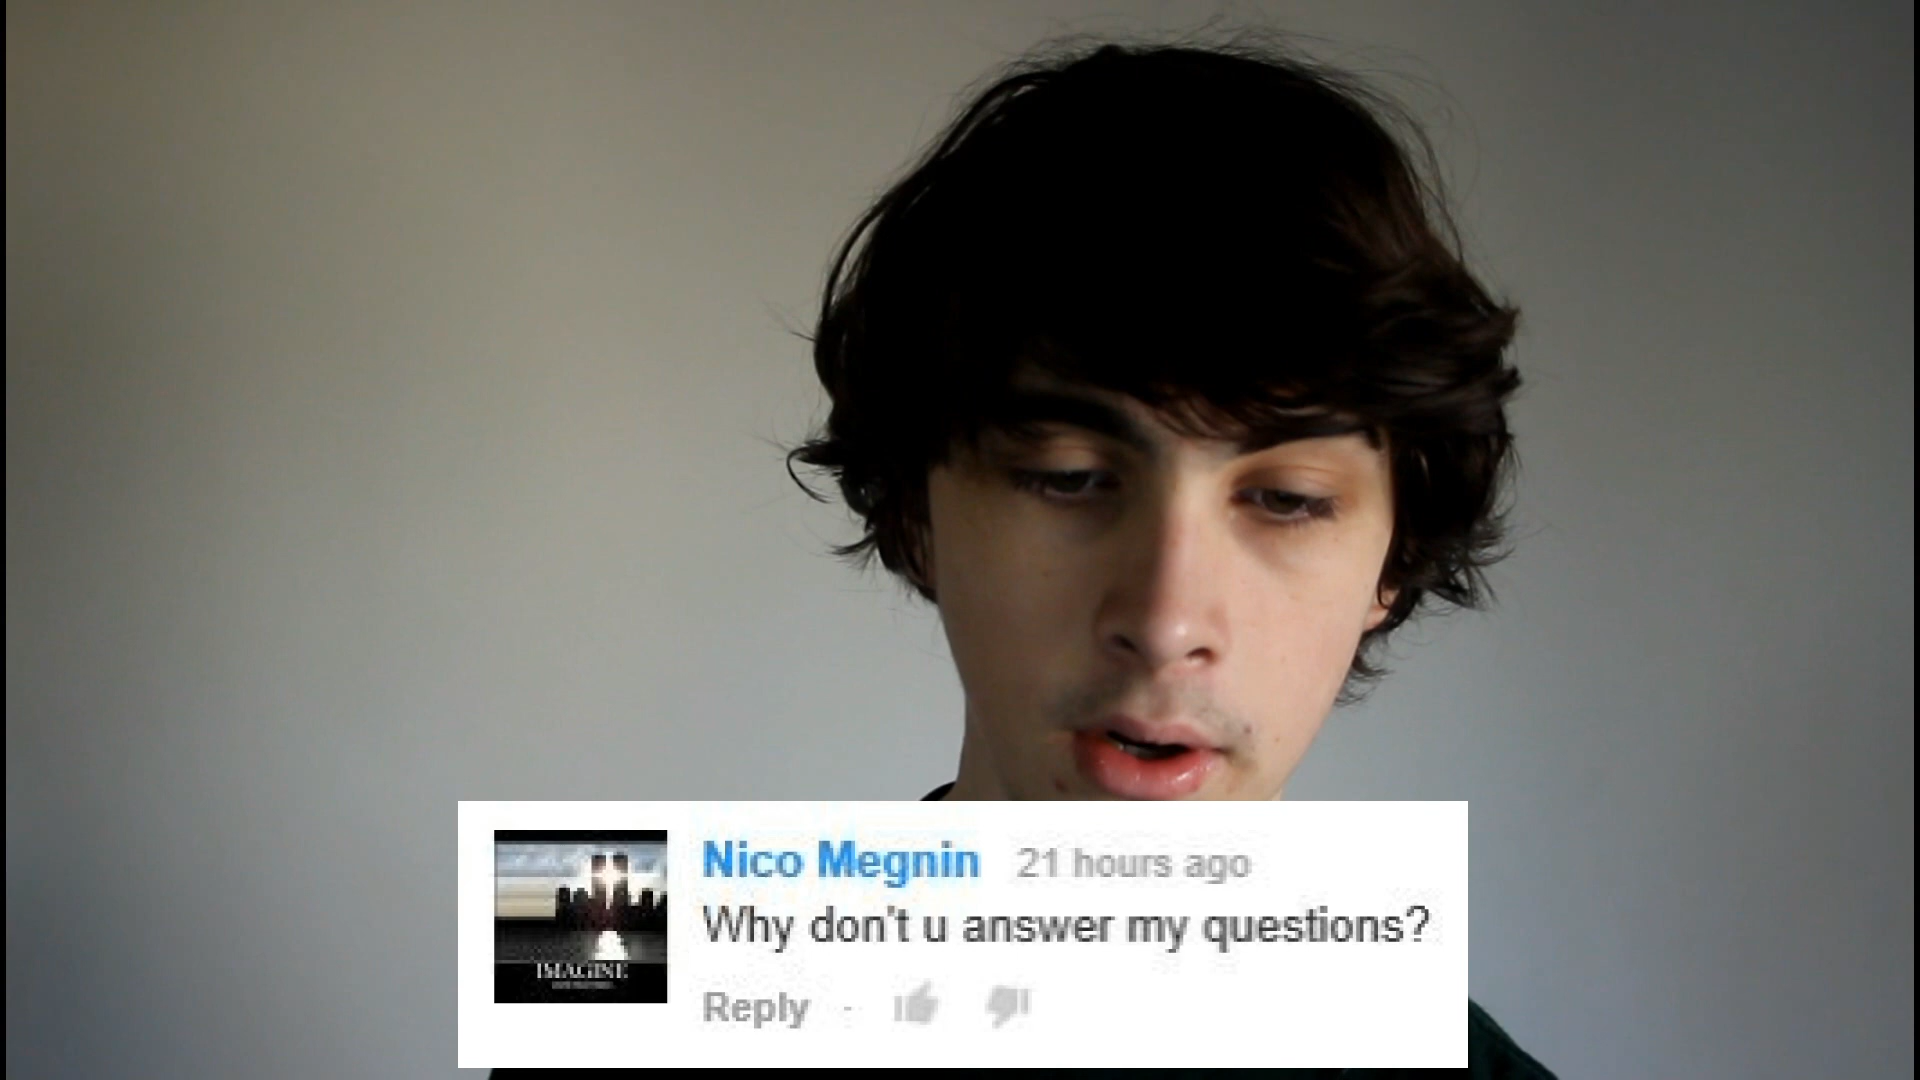 Nico Megnin 21 hours ago
Why don't u answer my questions?
Reply ·
IMAGINE